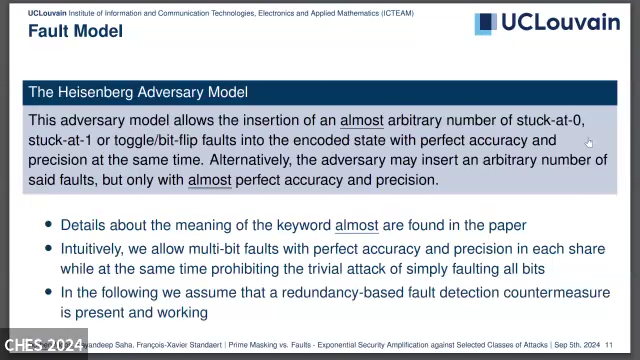 UCLouvain Institute of Information and Communication Technologies, Electronics and Applied Mathematics (ICTEAM)
Fault Model
UCLouvain
The Heisenberg Adversary Model
This adversary model allows the insertion of an almost arbitrary number of stuck-at-0,
stuck-at-1 or toggle/bit-flip faults into the encoded state with perfect accuracy and
precision at the same time. Alternatively, the adversary may insert an arbitrary number of
said faults, but only with almost perfect accuracy and precision.
Details about the meaning of the keyword almost are found in the paper
Intuitively, we allow multi-bit faults with perfect accuracy and precision in each share
while at the same time prohibiting the trivial attack of simply faulting all bits
In the following we assume that a redundancy-based fault detection countermeasure
is present and working
CHES 2024
Saha, François-Xavier Standaert | Prime Masking vs. Faults - Exponential Security Amplification against Selected Classes of Attacks | Sep 5th, 2024 11